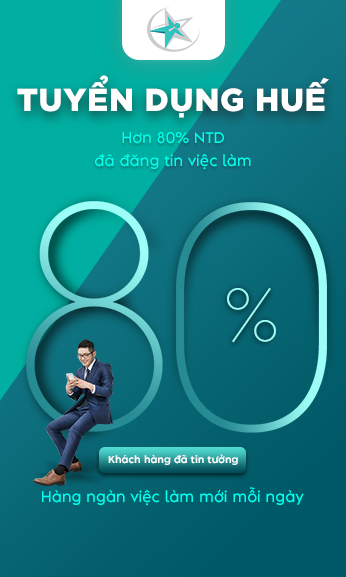 TUYỂN DỤNG HUẾ
Hơn 80% NTD
đã đăng tin việc làm
80%
Khách hàng đã tin tưởng
Hàng ngàn việc làm mới mỗi ngày